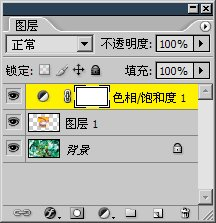 图层
正常 不透明度: 100%
锁定: 填充: 100%
色相/饱和度 1
图层 1
背景